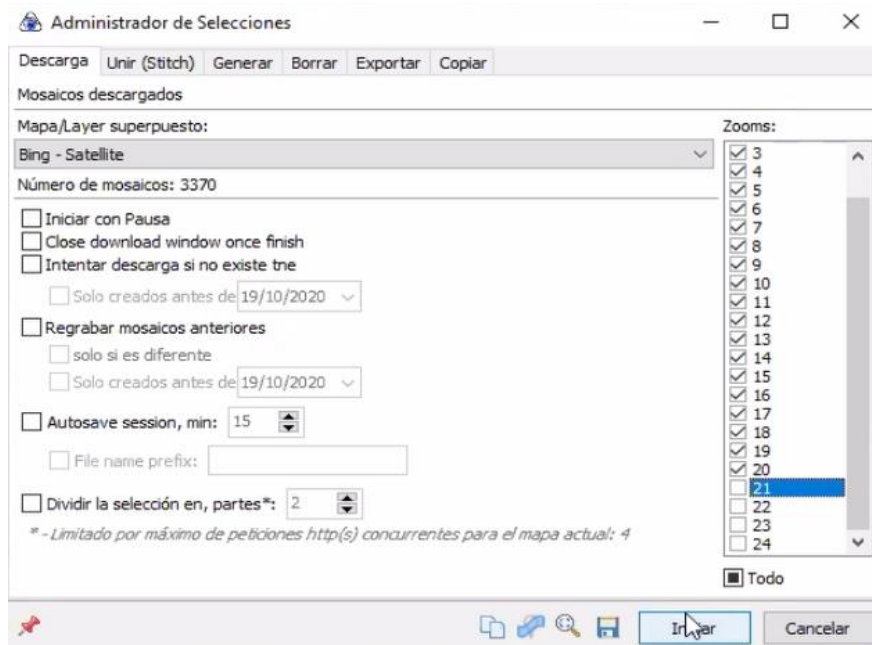 Administrador de Selecciones
Descarga Unir (Stitch) Generar Borrar Exportar Copiar
Mosaicos descargados
Mapa/Layer superpuesto:
Bing - Satellite
Número de mosaicos: 3370
Iniciar con Pausa
Close download window once finish
Intentar descarga si no existe tne
Solo creados antes de 19/10/2020
Regrabar mosaicos anteriores
solo si es diferente
Solo creados antes de 19/10/2020
Autosave session, min: 15
File name prefix:
Dividir la selección en, partes*: 2
* - Limitado por máximo de peticiones http(s) concurrentes para el mapa actual: 4
Zooms:
3
4
5
6
7
8
9
10
11
12
13
14
15
16
17
18
19
20
21
22
23
24
Todo
Cancelar